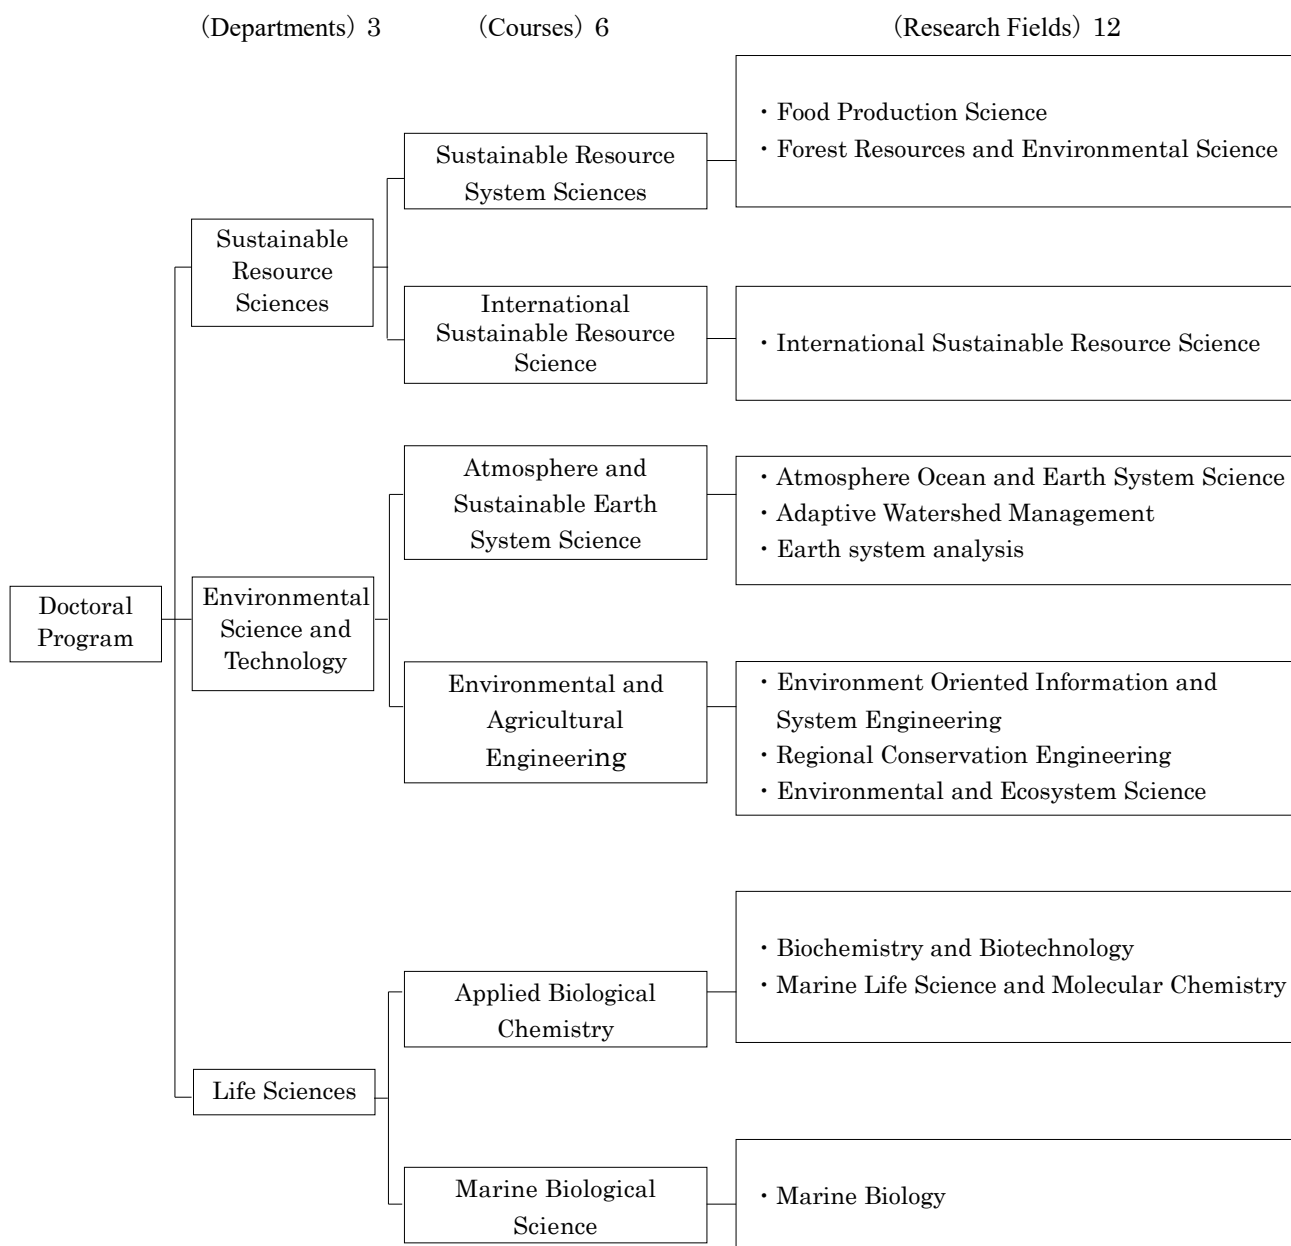 (Departments) 3
(Courses) 6
(Research Fields) 12
Doctoral
Program
Sustainable
Resource
Sciences
Sustainable Resource
System Sciences
・Food Production Science
・Forest Resources and Environmental Science
International
Sustainable Resource
Science
・International Sustainable Resource Science
Environmental
Science and
Technology
Atmosphere and
Sustainable Earth
System Science
・Atmosphere Ocean and Earth System Science
・Adaptive Watershed Management
・Earth system analysis
Environmental and
Agricultural
Engineering
・Environment Oriented Information and
System Engineering
・Regional Conservation Engineering
・Environmental and Ecosystem Science
Life Sciences
Applied Biological
Chemistry
・Biochemistry and Biotechnology
・Marine Life Science and Molecular Chemistry
Marine Biological
Science
・Marine Biology